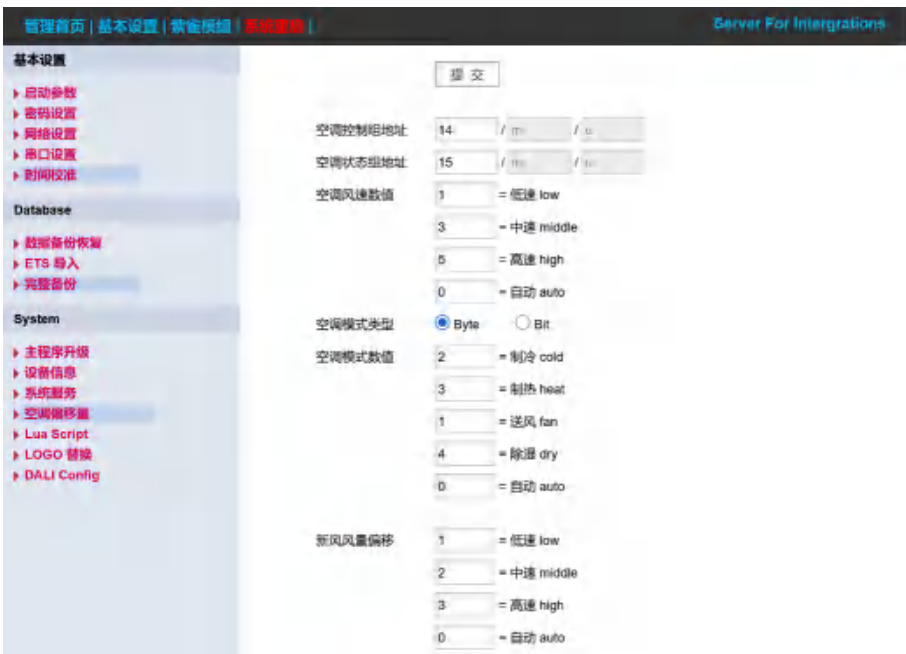 管理首页 | 基本设置 | 紫雀模组 | 系统重启 |
Server For Intergrations
基本设置
启动参数
密码设置
网络设置
串口设置
时间校准
Database
数据备份恢复
ETS 导入
完整备份
System
主程序升级
设备信息
系统服务
空调偏移量
Lua Script
LOGO 替换
DALI Config
提 交
空调控制组地址 14 / m / u
空调状态组地址 15 / m / u
空调风速数值 1 = 低速 low
3 = 中速 middle
5 = 高速 high
0 = 自动 auto
空调模式类型 Byte Bit
空调模式数值 2 = 制冷 cold
3 = 制热 heat
1 = 送风 fan
4 = 除湿 dry
0 = 自动 auto
新风风量偏移 1 = 低速 low
2 = 中速 middle
3 = 高速 high
0 = 自动 auto